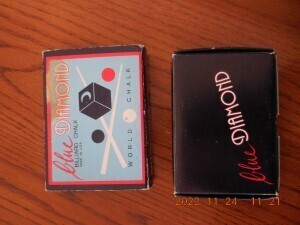 blue DIAMOND
BILLIARD CHALK
WORLD CHALK
blue DIAMOND
2022 11 24 11 21